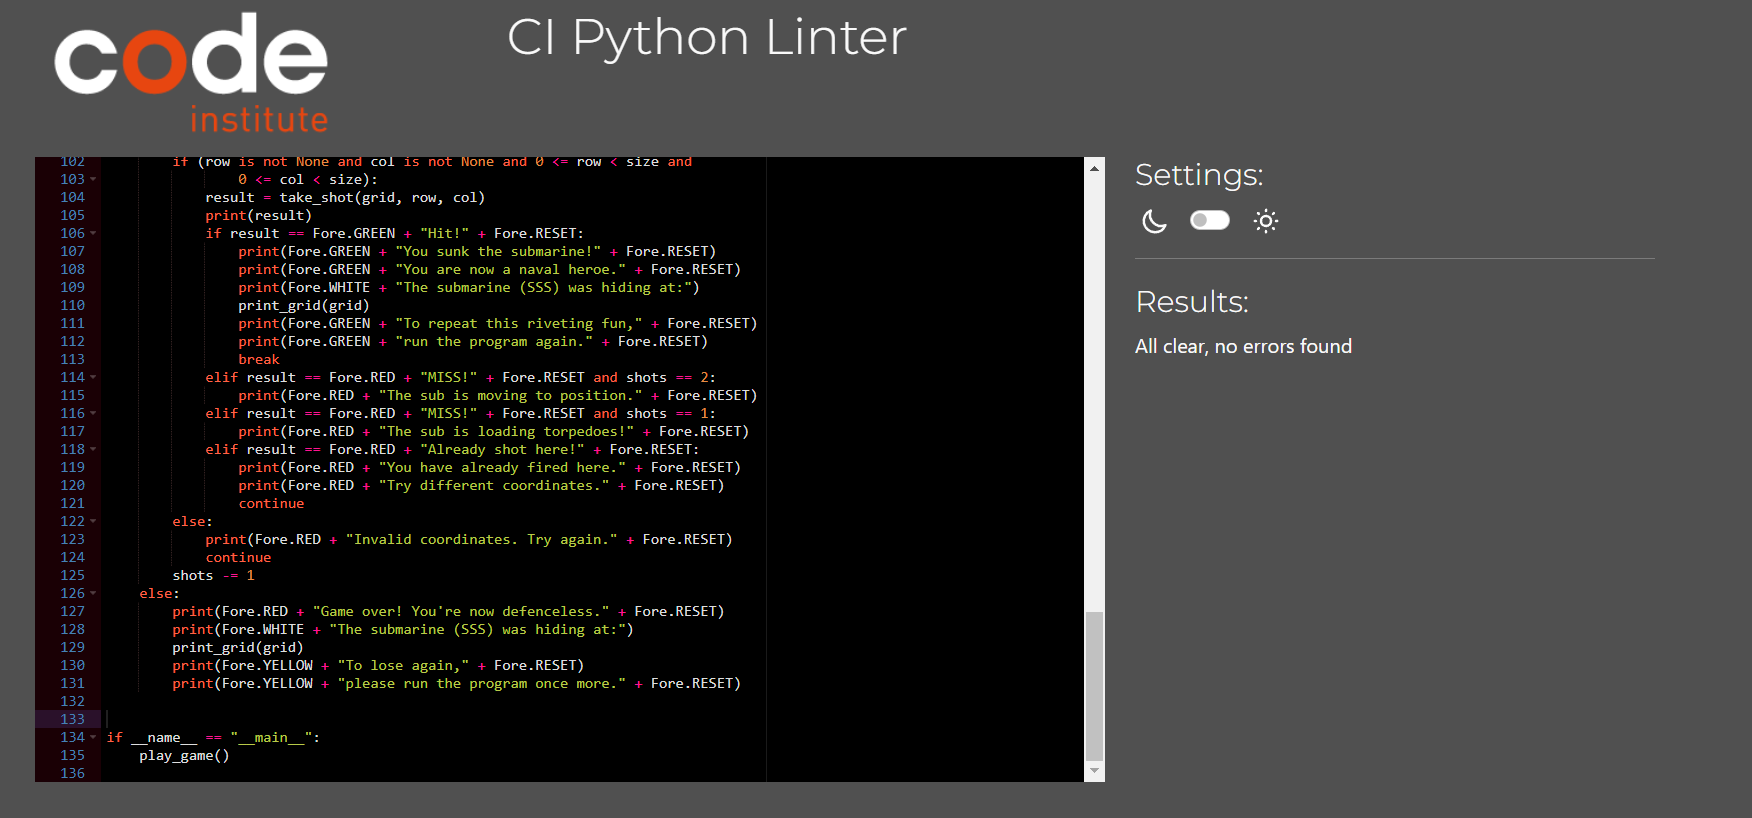 code
institute
CI Python Linter
102 if (row is not None and col is not None and 0 <= row < size and
103 0 <= col < size):
104 result = take_shot(grid, row, col)
105 print(result)
106 if result == Fore.GREEN + "Hit!" + Fore.RESET:
107 print(Fore.GREEN + "You sunk the submarine!" + Fore.RESET)
108 print(Fore.GREEN + "You are now a naval heroe." + Fore.RESET)
109 print(Fore.WHITE + "The submarine (SSS) was hiding at:")
110 print_grid(grid)
111 print(Fore.GREEN + "To repeat this riveting fun," + Fore.RESET)
112 print(Fore.GREEN + "run the program again." + Fore.RESET)
113 break
114 elif result == Fore.RED + "MISS!" + Fore.RESET and shots == 2:
115 print(Fore.RED + "The sub is moving to position." + Fore.RESET)
116 elif result == Fore.RED + "MISS!" + Fore.RESET and shots == 1:
117 print(Fore.RED + "The sub is loading torpedoes!" + Fore.RESET)
118 elif result == Fore.RED + "Already shot here!" + Fore.RESET:
119 print(Fore.RED + "You have already fired here." + Fore.RESET)
120 print(Fore.RED + "Try different coordinates." + Fore.RESET)
121 continue
122 else:
123 print(Fore.RED + "Invalid coordinates. Try again." + Fore.RESET)
124 continue
125 shots -= 1
126 else:
127 print(Fore.RED + "Game over! You're now defenceless." + Fore.RESET)
128 print(Fore.WHITE + "The submarine (SSS) was hiding at:")
129 print_grid(grid)
130 print(Fore.YELLOW + "To lose again," + Fore.RESET)
131 print(Fore.YELLOW + "please run the program once more." + Fore.RESET)
132
133
134 if __name__ == "__main__":
135 play_game()
136
Settings:
Results:
All clear, no errors found